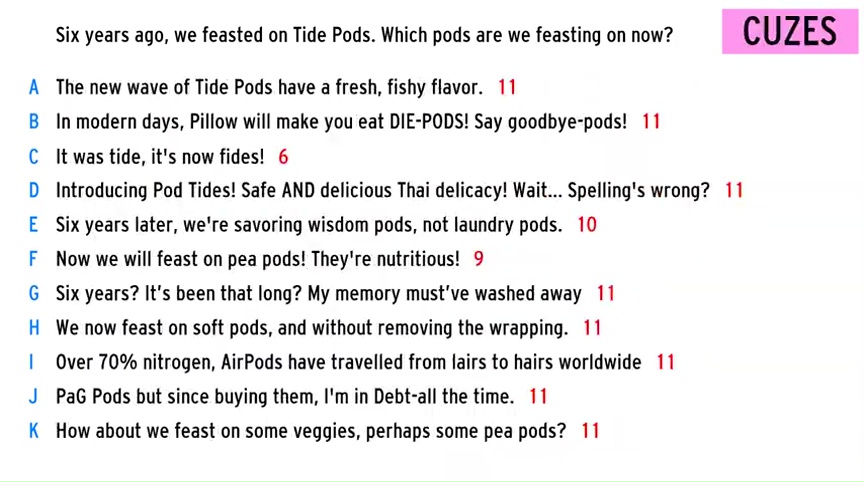 Six years ago, we feasted on Tide Pods. Which pods are we feasting on now?
CUZES
A The new wave of Tide Pods have a fresh, fishy flavor. 11
B In modern days, Pillow will make you eat DIE-PODS! Say goodbye-pods! 11
C It was tide, it's now fides! 6
D Introducing Pod Tides! Safe AND delicious Thai delicacy! Wait... Spelling's wrong? 11
E Six years later, we're savoring wisdom pods, not laundry pods. 10
F Now we will feast on pea pods! They're nutritious! 9
G Six years? It’s been that long? My memory must’ve washed away 11
H We now feast on soft pods, and without removing the wrapping. 11
I Over 70% nitrogen, AirPods have travelled from lairs to hairs worldwide 11
J PaG Pods but since buying them, I'm in Debt-all the time. 11
K How about we feast on some veggies, perhaps some pea pods? 11